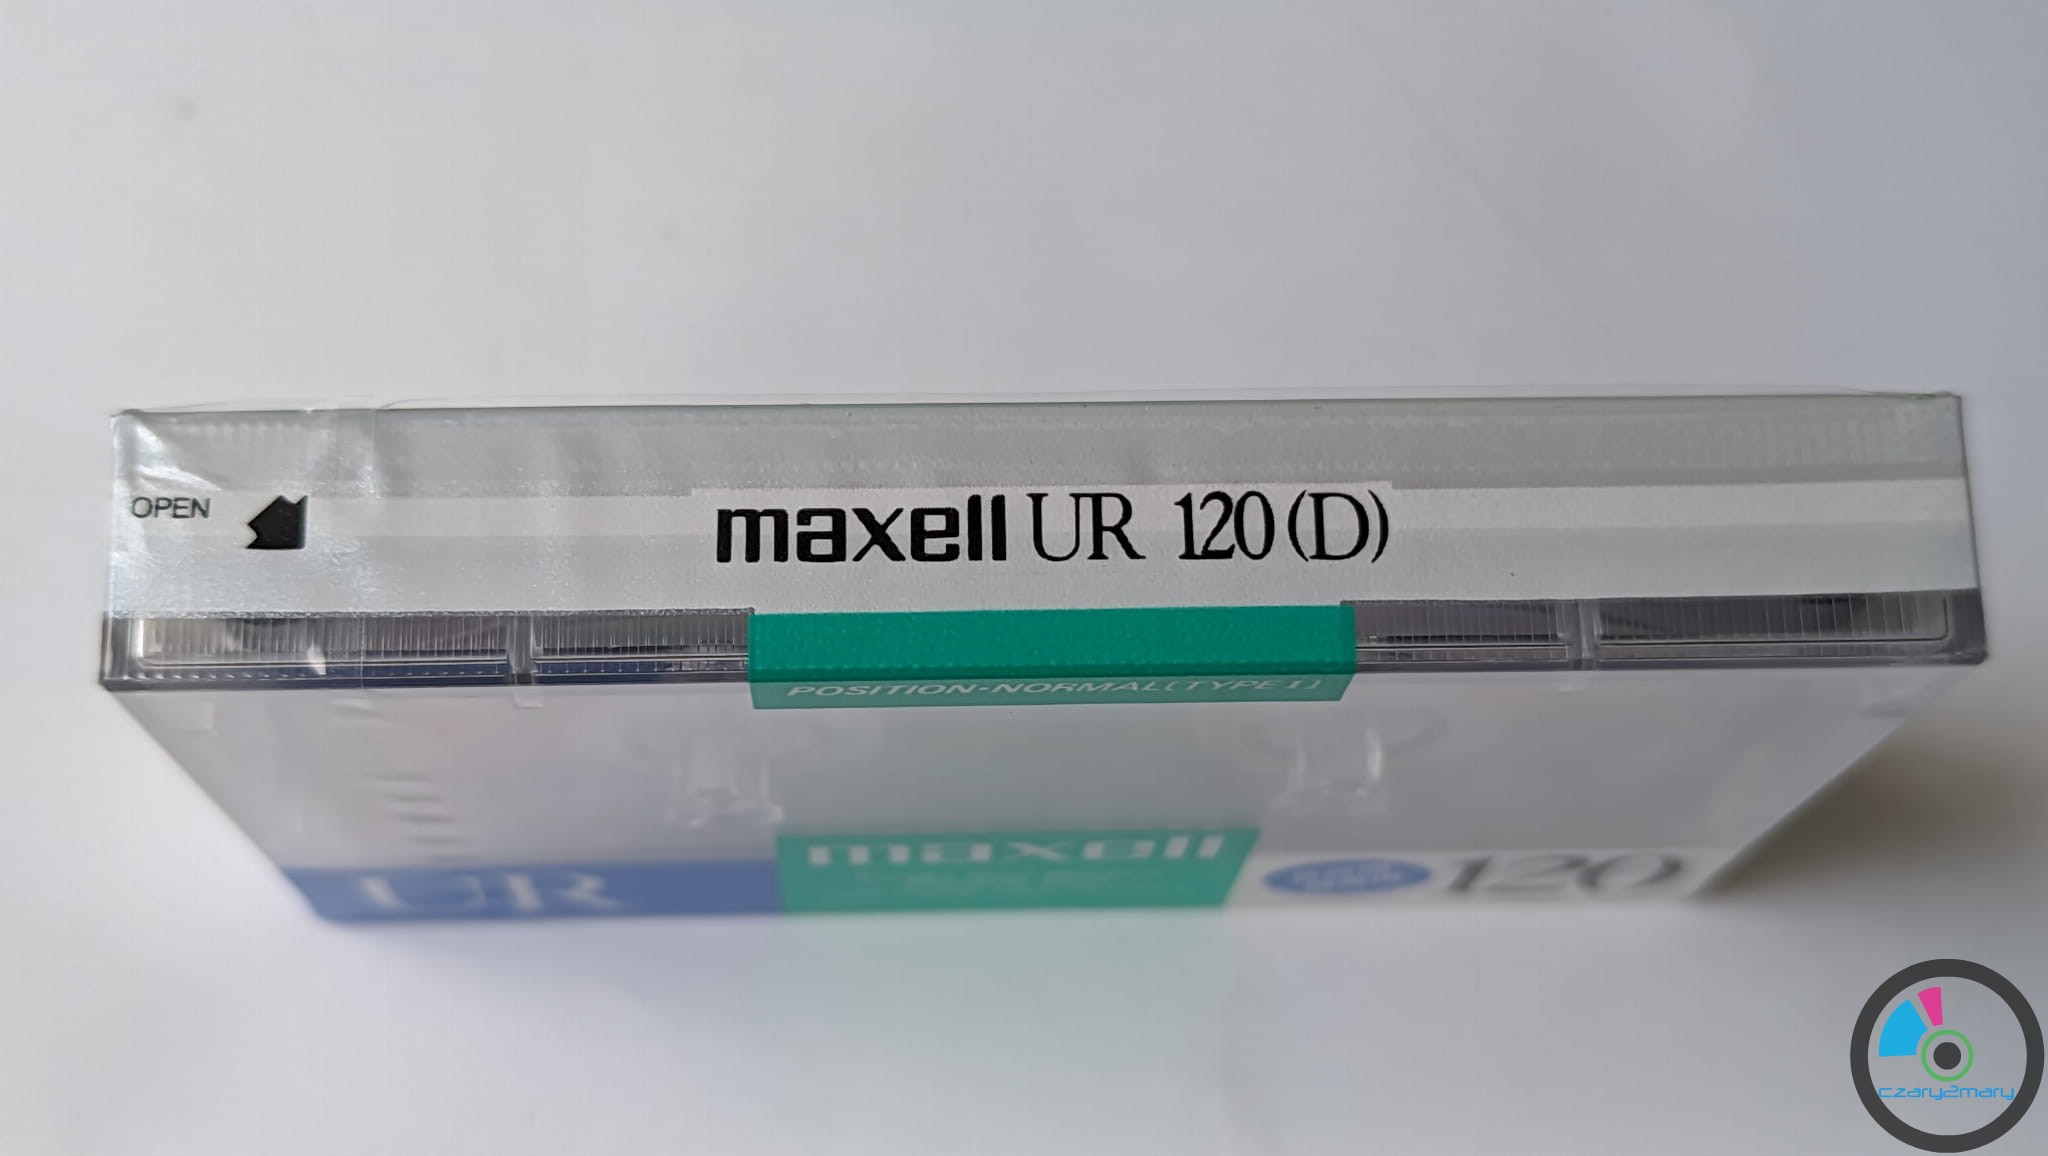 OPEN
maxell UR 120 (D)
POSITION•NORMAL(TYPE I)
UR
maxell
120
czary2mary